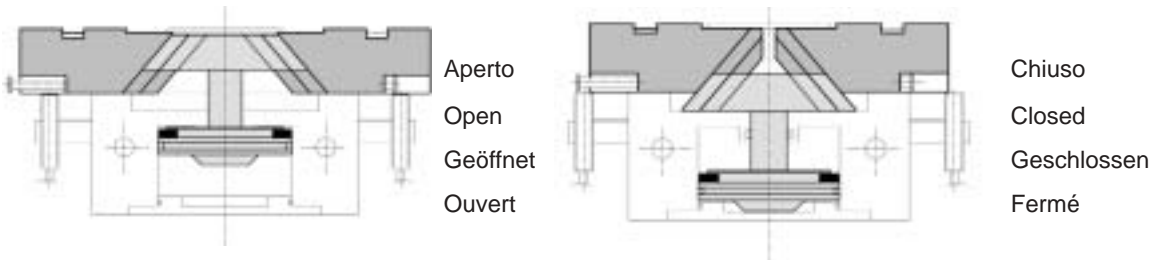 Aperto
Open
Geöffnet
Ouvert
Chiuso
Closed
Geschlossen
Fermé